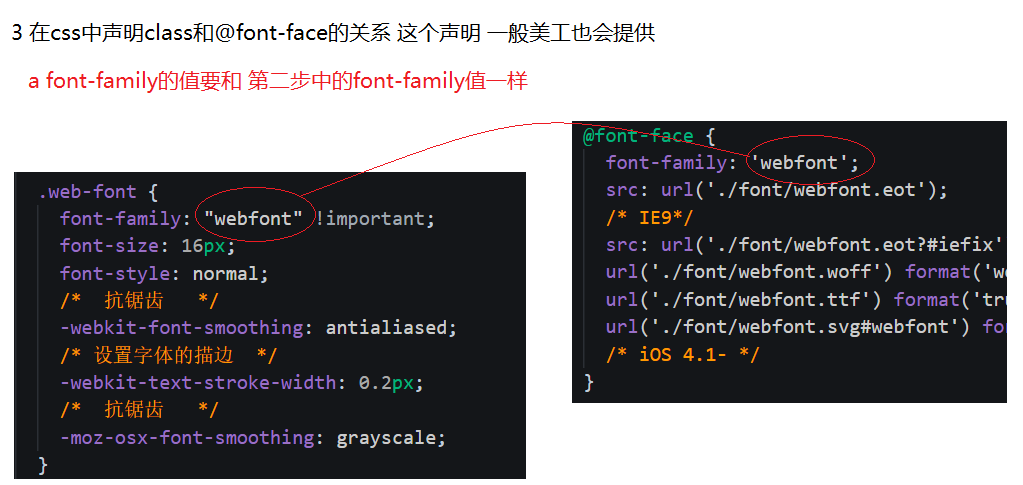 3 在css中声明class和@font-face的关系 这个声明 一般美工也会提供
a font-family的值要和 第二步中的font-family值一样
.web-font {
font-family: "webfont" !important;
font-size: 16px;
font-style: normal;
/*  抗锯齿   */
-webkit-font-smoothing: antialiased;
/* 设置字体的描边  */
-webkit-text-stroke-width: 0.2px;
/*  抗锯齿   */
-moz-osx-font-smoothing: grayscale;
}
@font-face {
font-family: 'webfont';
src: url('./font/webfont.eot');
/* IE9*/
src: url('./font/webfont.eot?#iefix'
url('./font/webfont.woff') format('w
url('./font/webfont.ttf') format('tr
url('./font/webfont.svg#webfont') fo
/* iOS 4.1- */
}